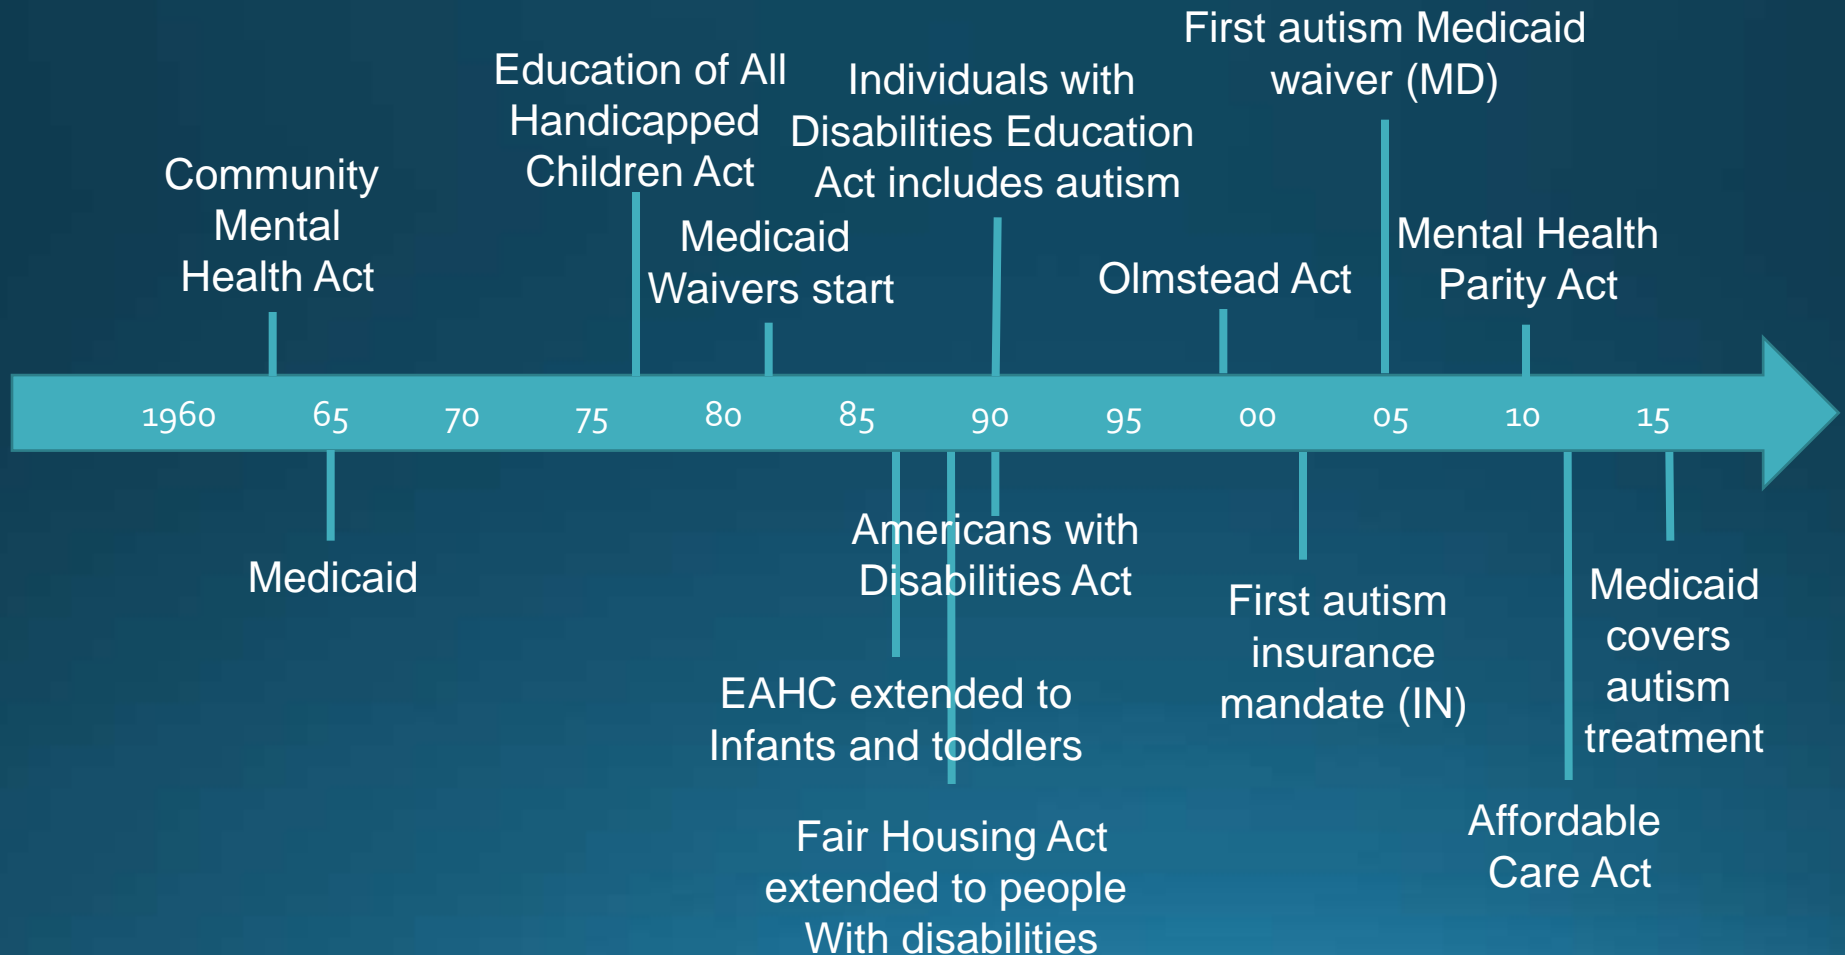 First autism Medicaid
waiver (MD)
Education of All
Handicapped
Children Act
Individuals with
Disabilities Education
Act includes autism
Community
Mental
Health Act
Medicaid
Waivers start
Olmstead Act
Mental Health
Parity Act
1960 65 70 75 80 85 90 95 00 05 10 15
Medicaid
Americans with
Disabilities Act
EAHC extended to
Infants and toddlers
Fair Housing Act
extended to people
With disabilities
First autism
insurance
mandate (IN)
Medicaid
covers
autism
treatment
Affordable
Care Act